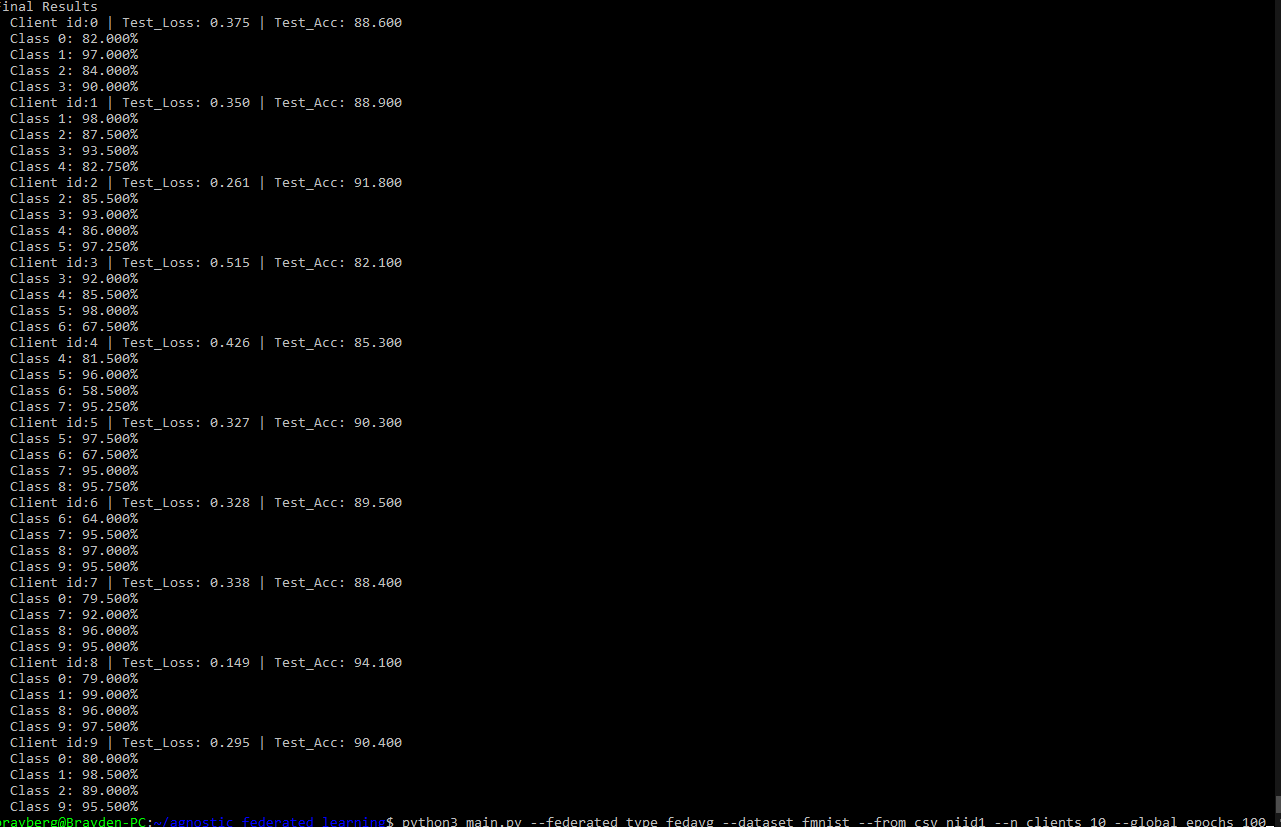 inal Results
Client id:0 | Test_Loss: 0.375 | Test_Acc: 88.600
Class 0: 82.000%
Class 1: 97.000%
Class 2: 84.000%
Class 3: 90.000%
Client id:1 | Test_Loss: 0.350 | Test_Acc: 88.900
Class 1: 98.000%
Class 2: 87.500%
Class 3: 93.500%
Class 4: 82.750%
Client id:2 | Test_Loss: 0.261 | Test_Acc: 91.800
Class 2: 85.500%
Class 3: 93.000%
Class 4: 86.000%
Class 5: 97.250%
Client id:3 | Test_Loss: 0.515 | Test_Acc: 82.100
Class 3: 92.000%
Class 4: 85.500%
Class 5: 98.000%
Class 6: 67.500%
Client id:4 | Test_Loss: 0.426 | Test_Acc: 85.300
Class 4: 81.500%
Class 5: 96.000%
Class 6: 58.500%
Class 7: 95.250%
Client id:5 | Test_Loss: 0.327 | Test_Acc: 90.300
Class 5: 97.500%
Class 6: 67.500%
Class 7: 95.000%
Class 8: 95.750%
Client id:6 | Test_Loss: 0.328 | Test_Acc: 89.500
Class 6: 64.000%
Class 7: 95.500%
Class 8: 97.000%
Class 9: 95.500%
Client id:7 | Test_Loss: 0.338 | Test_Acc: 88.400
Class 0: 79.500%
Class 7: 92.000%
Class 8: 96.000%
Class 9: 95.000%
Client id:8 | Test_Loss: 0.149 | Test_Acc: 94.100
Class 0: 79.000%
Class 1: 99.000%
Class 8: 96.000%
Class 9: 97.500%
Client id:9 | Test_Loss: 0.295 | Test_Acc: 90.400
Class 0: 80.000%
Class 1: 98.500%
Class 2: 89.000%
Class 9: 95.500%
brayberg@Brayden-PC:~/agnostic_federated_learning$ python3 main.py --federated_type fedavg --dataset fmnist --from_csv niid1 --n_clients 10 --global_epochs 100_